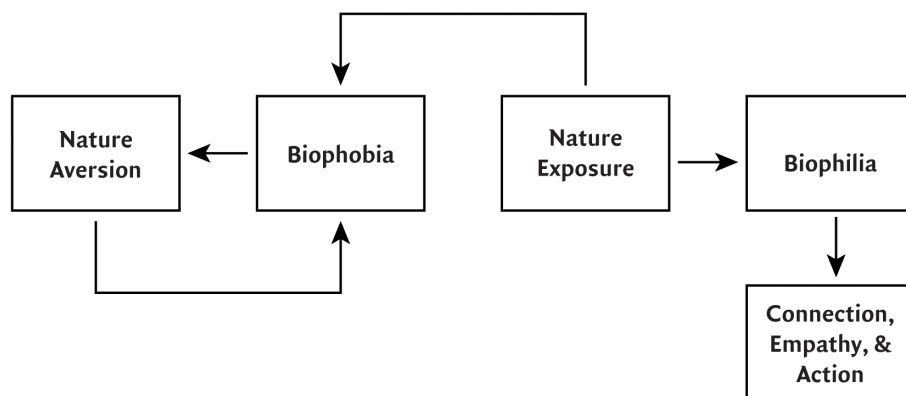 Nature
Aversion
Biophobia
Nature
Exposure
Biophilia
Connection,
Empathy, &
Action